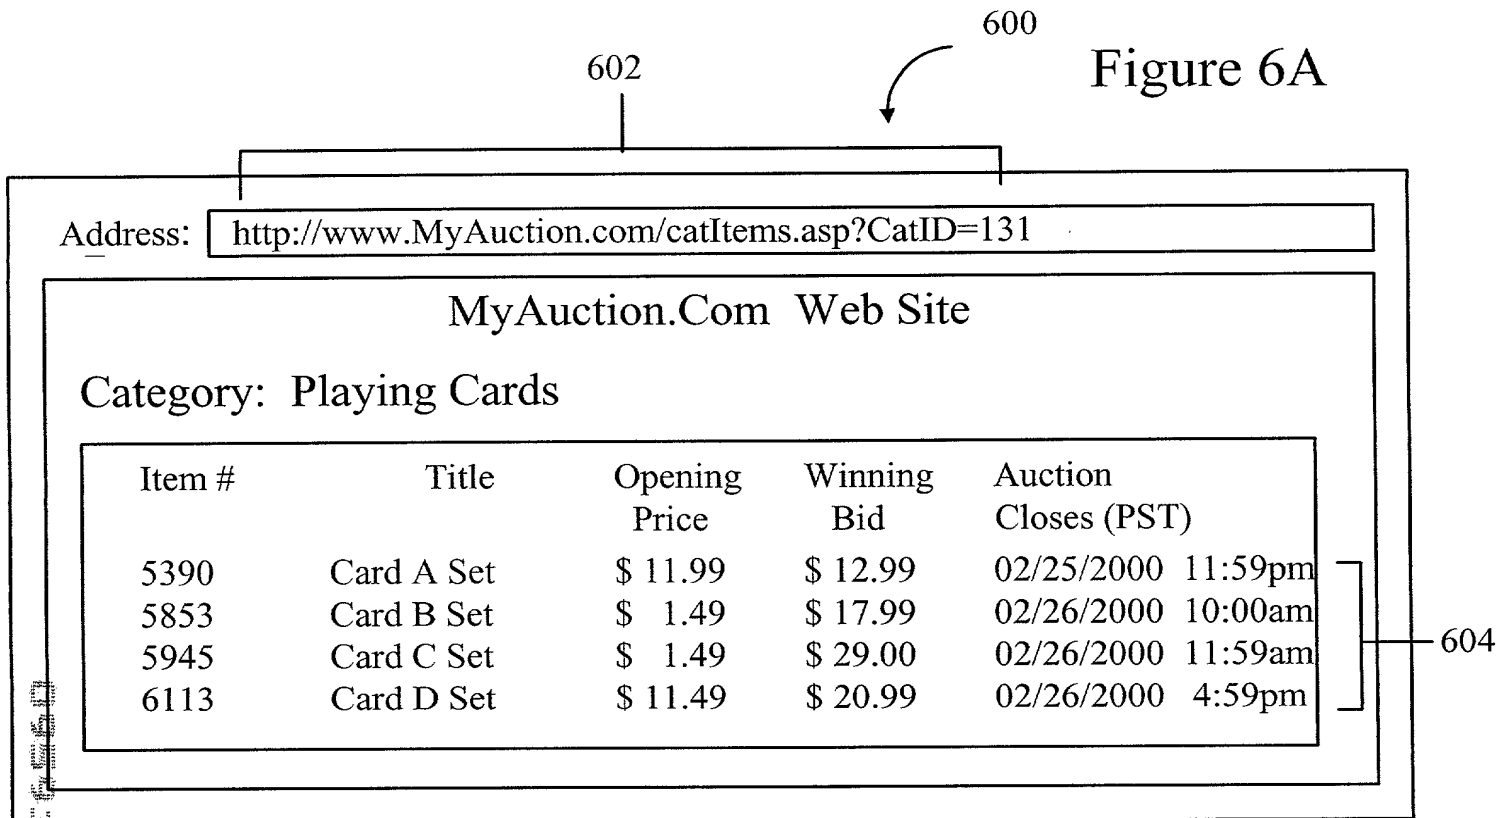 600
Figure 6A
602
Address: http://www.MyAuction.com/catItems.asp?CatID=131
MyAuction.Com Web Site
Category: Playing Cards
Item # Title Opening Price Winning Bid Auction Closes (PST)
5390 Card A Set $ 11.99 $ 12.99 02/25/2000 11:59pm
5853 Card B Set $ 1.49 $ 17.99 02/26/2000 10:00am
5945 Card C Set $ 1.49 $ 29.00 02/26/2000 11:59am
6113 Card D Set $ 11.49 $ 20.99 02/26/2000 4:59pm
604